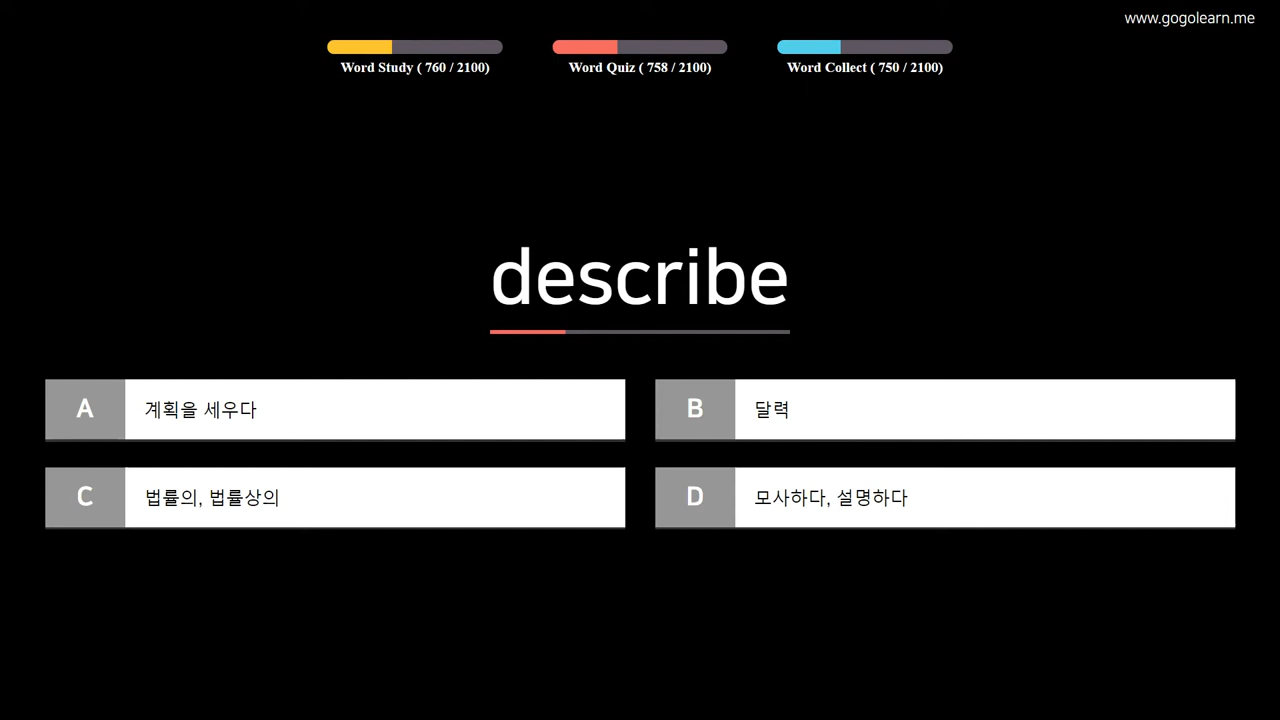 www.gogolearn.me
Word Study ( 760 / 2100)
Word Quiz ( 758 / 2100)
Word Collect ( 750 / 2100)
describe
A 계획을 세우다
B 달력
C 법률의, 법률상의
D 모사하다, 설명하다